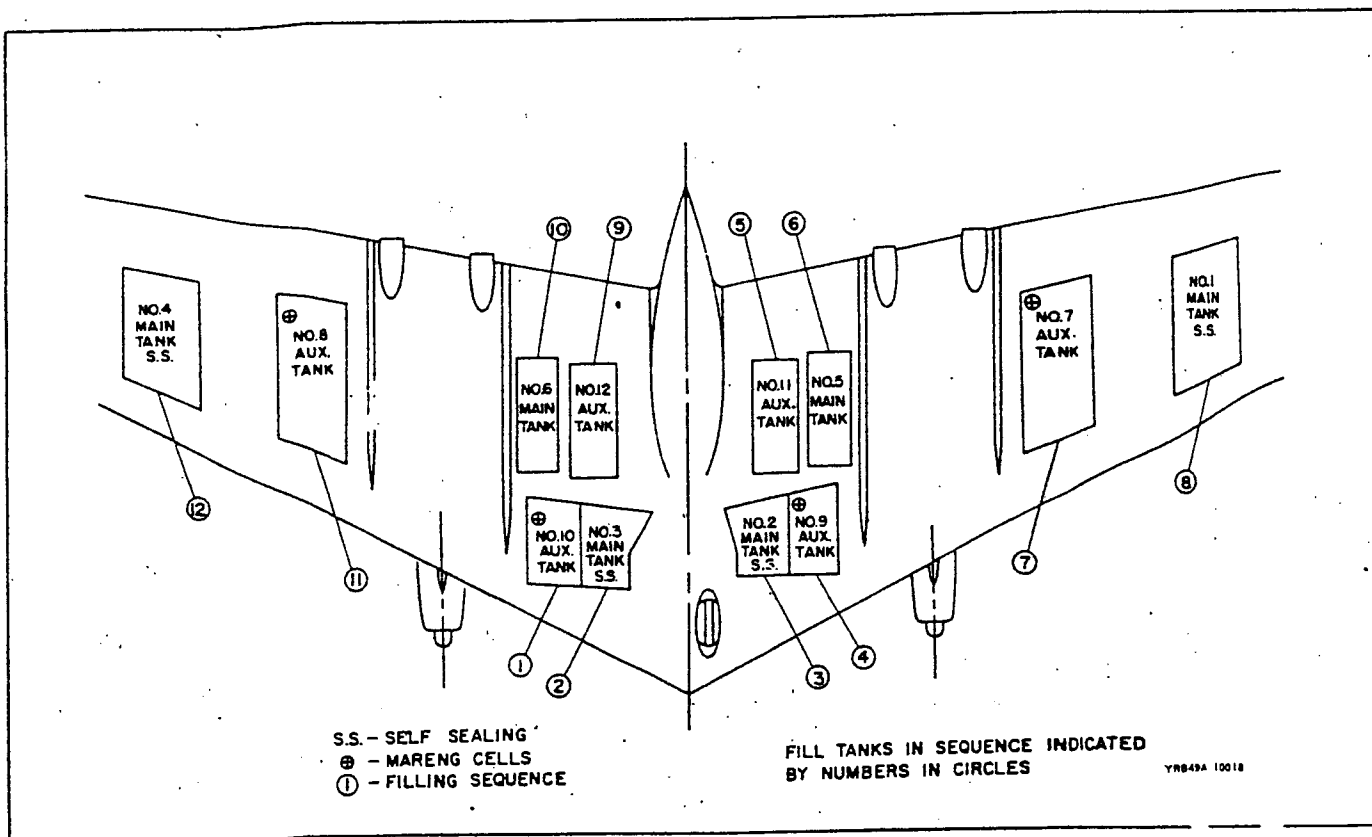 ⑩
⑨
⑤
⑥
NO.4
MAIN
TANK
S.S.
NO.8
AUX.
TANK
NO.6
MAIN
TANK
NO.12
AUX.
TANK
NO.11
AUX.
TANK
NO.5
MAIN
TANK
NO.7
AUX.
TANK
NO.1
MAIN
TANK
S.S.
⑫
⑪
NO.10
AUX.
TANK
NO.3
MAIN
TANK
S.S.
NO.2
MAIN
TANK
S.S.
NO.9
AUX.
TANK
⑦
⑧
①
②
③
④
S.S. – SELF SEALING
⊕ – MARENG CELLS
① – FILLING SEQUENCE
FILL TANKS IN SEQUENCE INDICATED
BY NUMBERS IN CIRCLES
YRB49A 10018